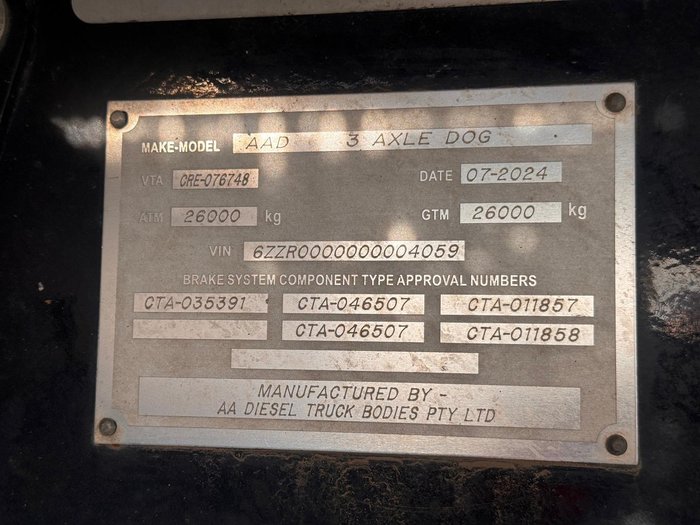 MAKE-MODEL AAD 3 AXLE DOG
VTA CRE-076748 DATE 07-2024
ATM 26000 kg GTM 26000 kg
VIN 6ZZR0000000004059
BRAKE SYSTEM COMPONENT TYPE APPROVAL NUMBERS
CTA-035391 CTA-046507 CTA-011857
CTA-046507 CTA-011858
MANUFACTURED BY -
AA DIESEL TRUCK BODIES PTY LTD